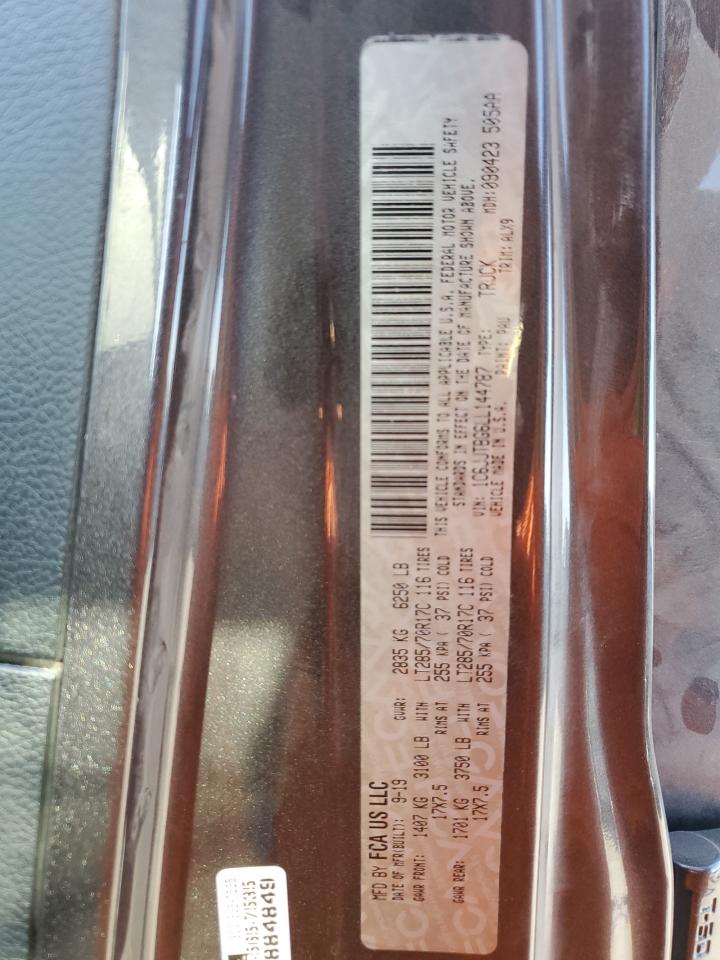 MFD BY FCA US LLC
DATE OF MFR(BUILT): 9-19 GVWR: 2835 KG 6250 LB
GAWR FRONT: 1407 KG 3100 LB WITH LT285/70R17C 116 TIRES
17X7.5 RIMS AT 255 KPA ( 37 PSI) COLD
GAWR REAR: 1701 KG 3750 LB WITH LT285/70R17C 116 TIRES
17X7.5 RIMS AT 255 KPA ( 37 PSI) COLD
THIS VEHICLE CONFORMS TO ALL APPLICABLE U.S.A. FEDERAL MOTOR VEHICLE SAFETY
STANDARDS IN EFFECT ON THE DATE OF MANUFACTURE SHOWN ABOVE.
VIN: 1C6JJTBG6LL144787 TYPE: TRUCK MDH:090423 505AA
VEHICLE MADE IN U.S.A. PAINT: PAU TRIM: ALX9
884849